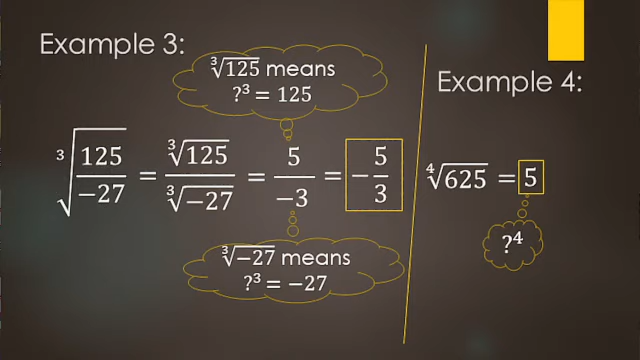 Example 3:
∛125 means
?³ = 125
∛(125/−27) = ∛125/∛−27 = 5/−3 = −5/3
∛−27 means
?³ = −27
Example 4:
∜625 = 5
?⁴